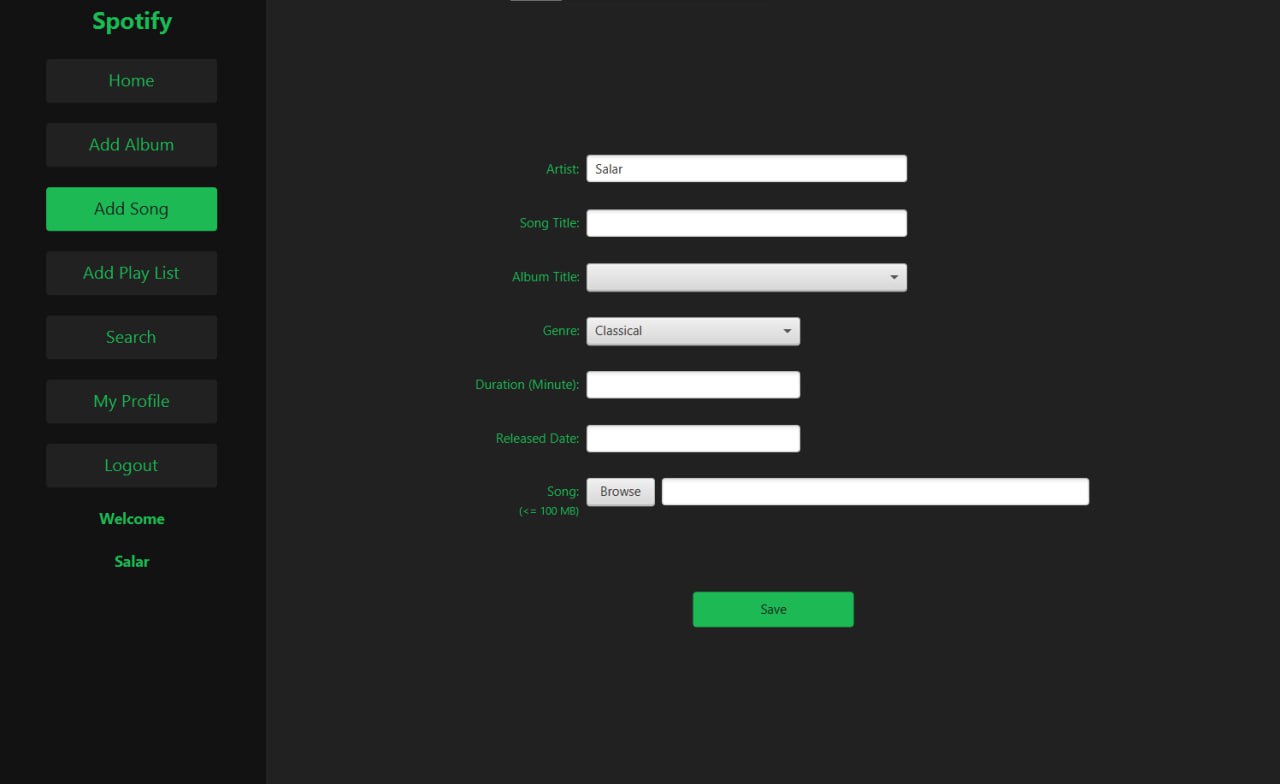 Spotify
Home
Add Album
Add Song
Add Play List
Search
My Profile
Logout
Welcome
Salar
Artist: Salar
Song Title:
Album Title:
Genre: Classical
Duration (Minute):
Released Date:
Song: Browse
(<= 100 MB)
Save